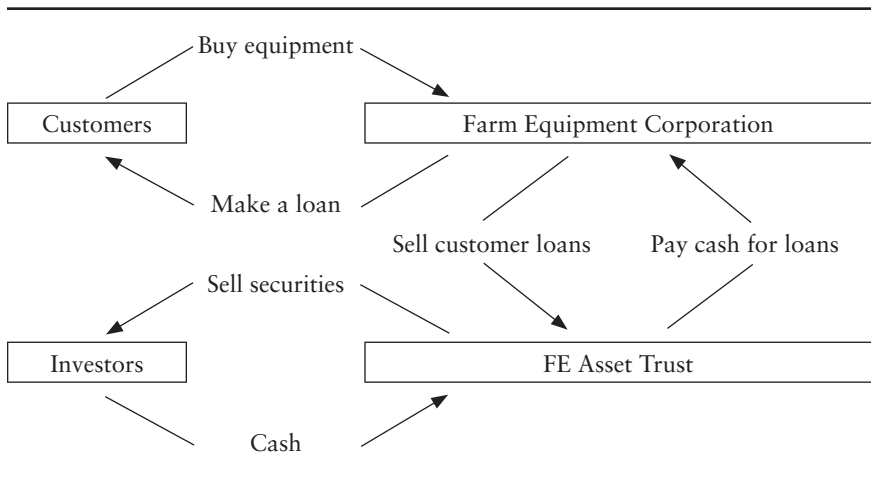 Buy equipment
Customers
Farm Equipment Corporation
Make a loan
Sell customer loans
Pay cash for loans
Sell securities
Investors
FE Asset Trust
Cash